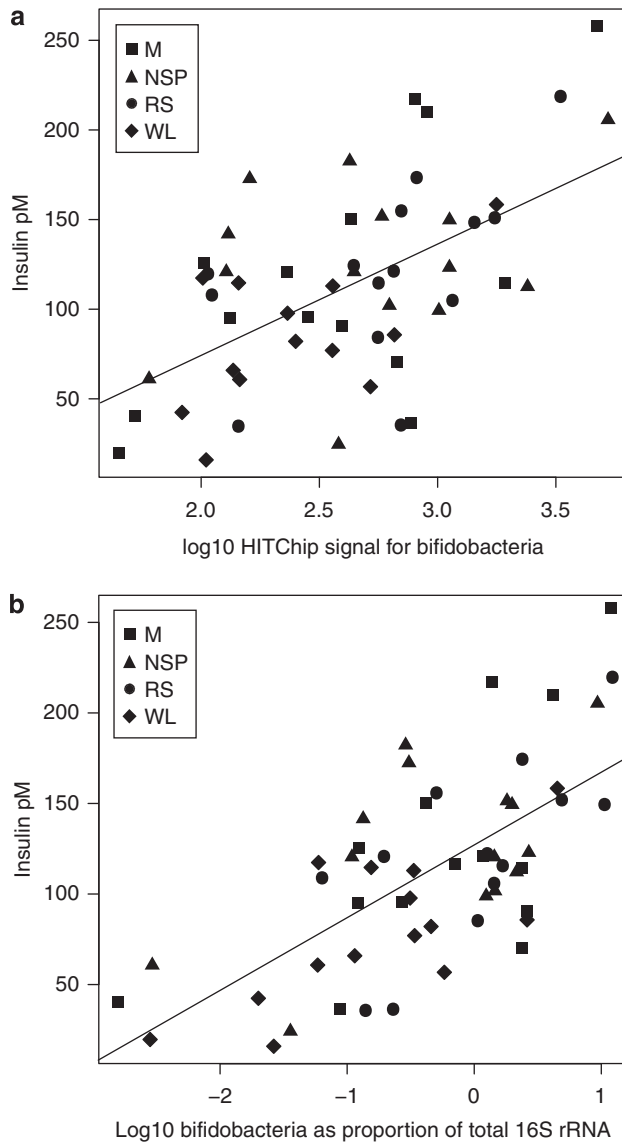 a
250
200
150
100
50
Insulin pM
M
NSP
RS
WL
2.0 2.5 3.0 3.5
log10 HITChip signal for bifidobacteria
b
250
200
150
100
50
Insulin pM
M
NSP
RS
WL
−2 −1 0 1
Log10 bifidobacteria as proportion of total 16S rRNA